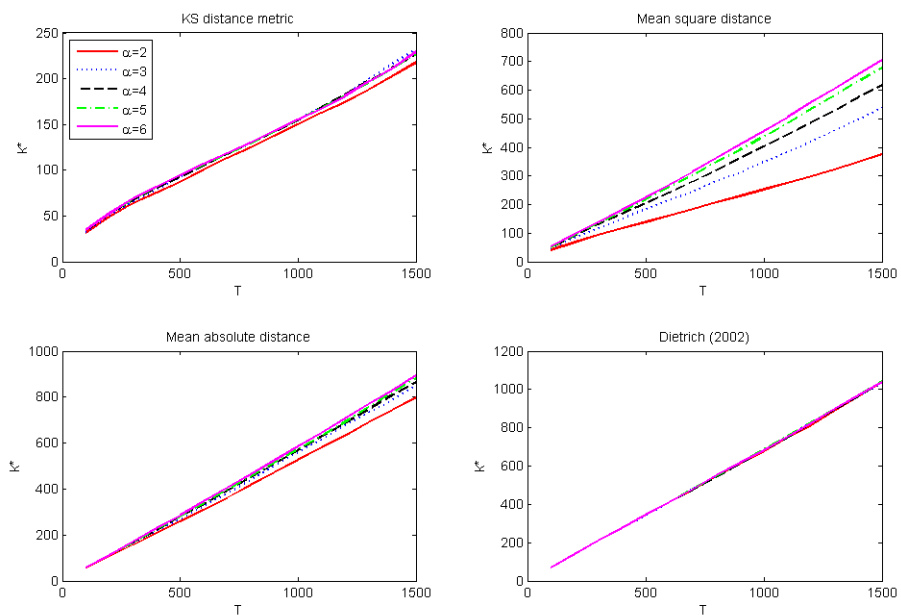 KS distance metric
250
200
150
100
50
0
K*
0 500 1000 1500
T
α=2
α=3
α=4
α=5
α=6
Mean square distance
800
700
600
500
400
300
200
100
0
K*
0 500 1000 1500
T
Mean absolute distance
1000
800
600
400
200
0
K*
0 500 1000 1500
T
Dietrich (2002)
1200
1000
800
600
400
200
0
K*
0 500 1000 1500
T